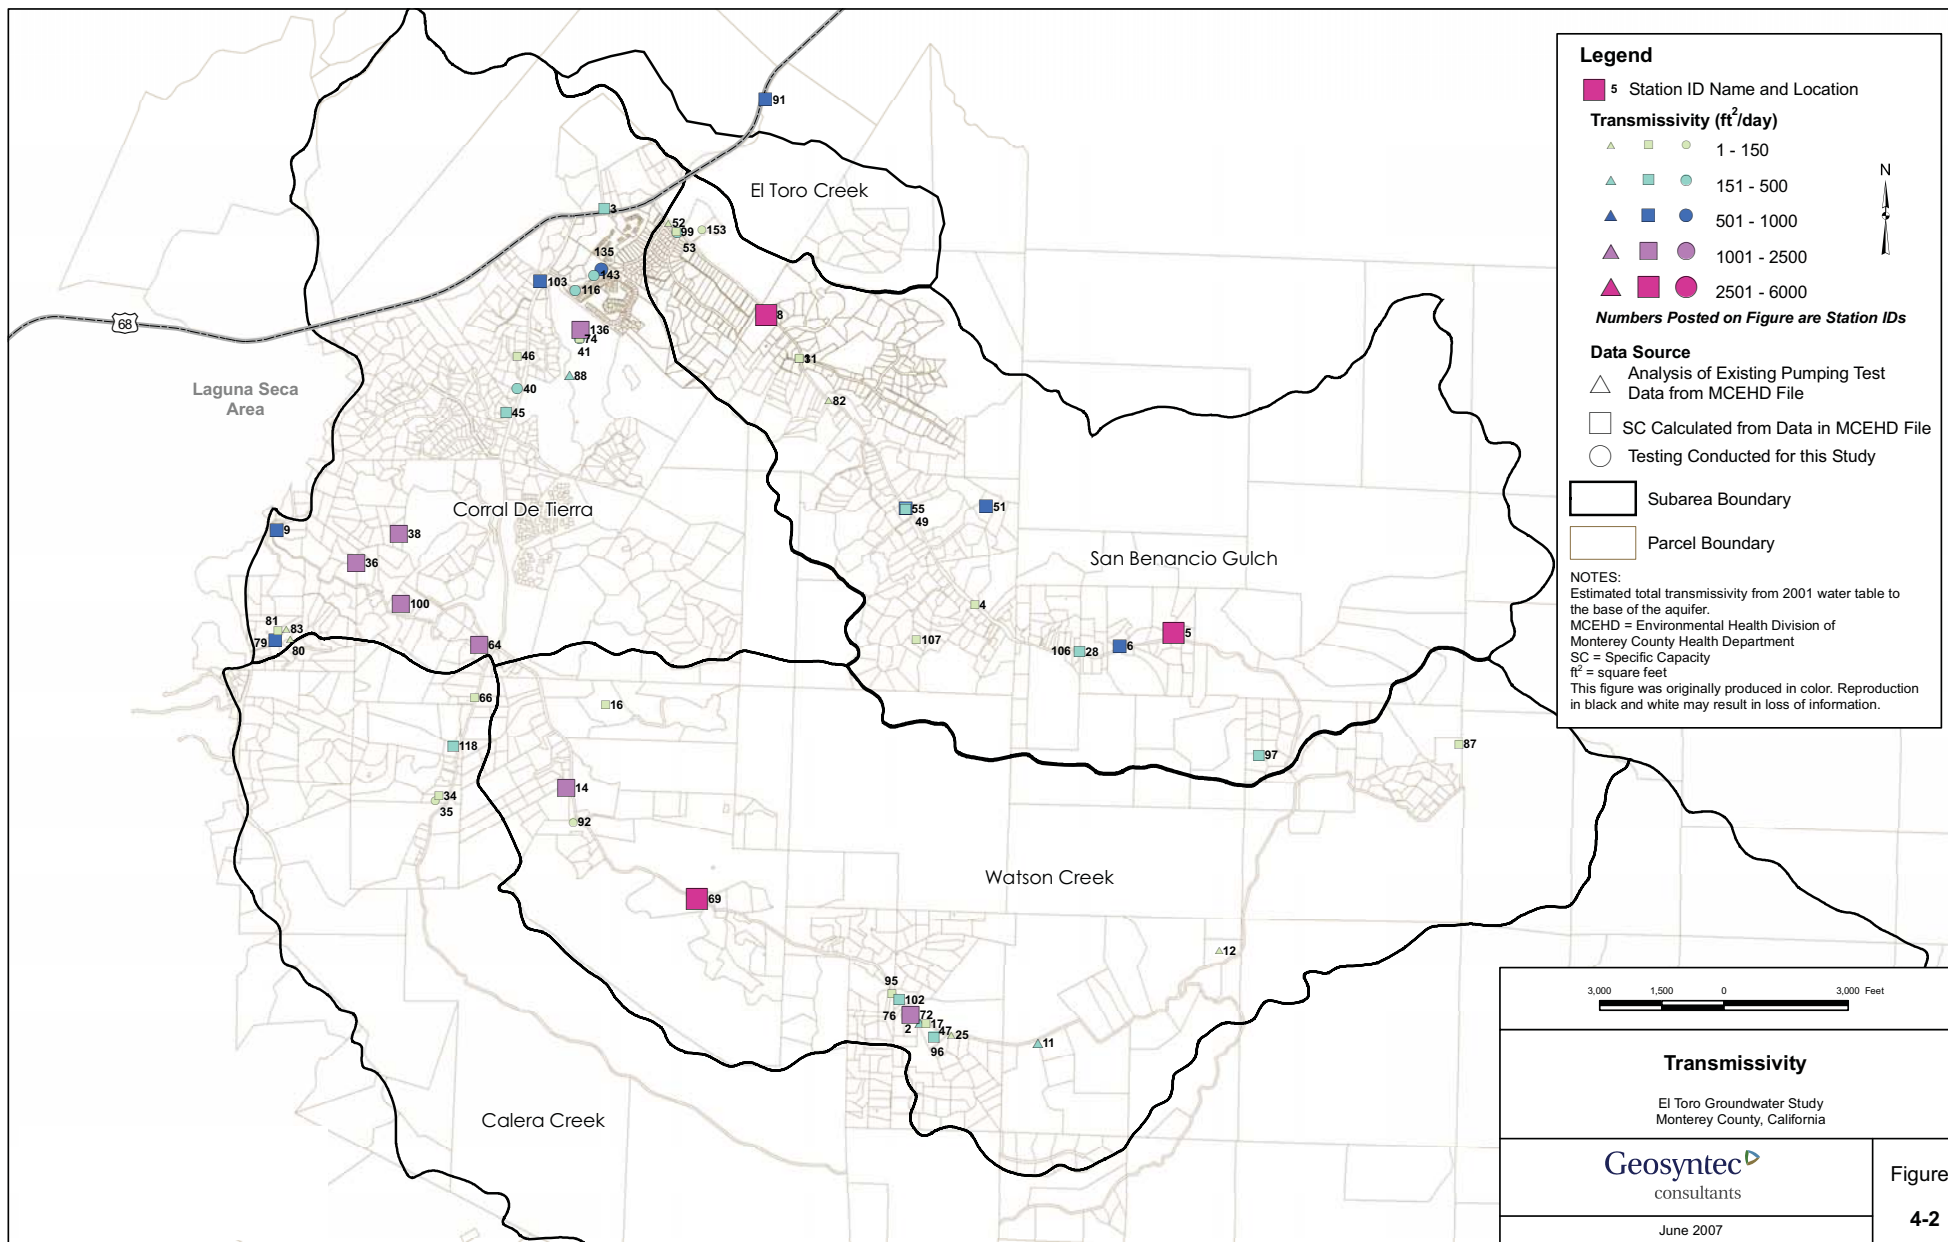 Legend
5 Station ID Name and Location
Transmissivity (ft²/day)
1 - 150
151 - 500
501 - 1000
1001 - 2500
2501 - 6000
Numbers Posted on Figure are Station IDs
N
Data Source
Analysis of Existing Pumping Test
Data from MCEHD File
SC Calculated from Data in MCEHD File
Testing Conducted for this Study
Subarea Boundary
Parcel Boundary
NOTES:
Estimated total transmissivity from 2001 water table to
the base of the aquifer.
MCEHD = Environmental Health Division of
Monterey County Health Department
SC = Specific Capacity
ft² = square feet
This figure was originally produced in color. Reproduction
in black and white may result in loss of information.
91
El Toro Creek
3
52
99
153
53
135
143
103
116
8
68
136
74
41
46
31
88
Laguna Seca
Area
40
82
45
Corral De Tierra
55
49
51
9
38
San Benancio Gulch
36
100
4
81
83
79
80
64
107
5
106
28
6
66
16
118
97
87
14
34
35
92
Watson Creek
69
12
95
102
76
72
2
17
47
25
96
11
Calera Creek
3,000 1,500 0 3,000 Feet
Transmissivity
El Toro Groundwater Study
Monterey County, California
Geosyntec
consultants
June 2007
Figure
4-2